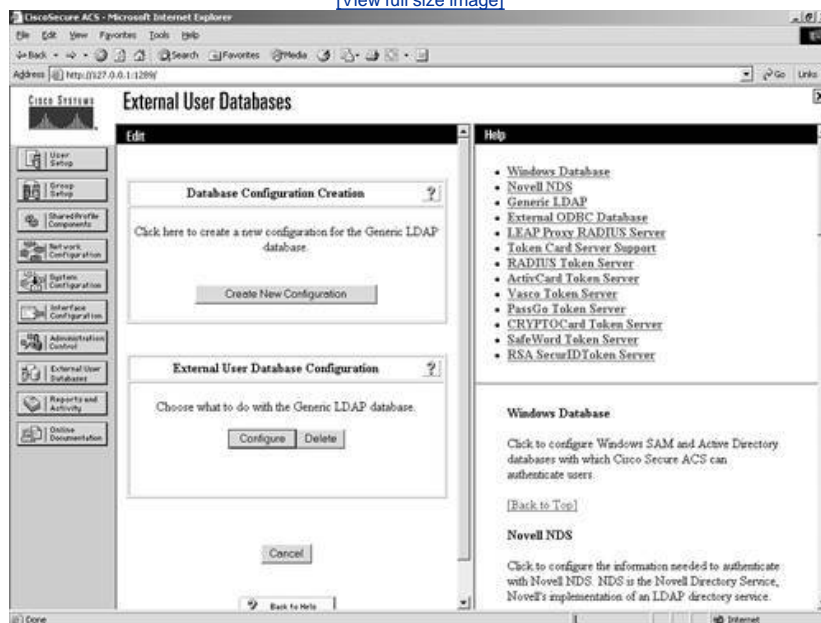 [View full size image]
CiscoSecure ACS - Microsoft Internet Explorer
File Edit View Favorites Tools Help
Back Search Favorites Media
Address http://127.0.0.1:1289/ Go Links
Cisco Systems
External User Databases
Edit
Help
User Setup
Group Setup
Shared Profile Components
Network Configuration
System Configuration
Interface Configuration
Administration Control
External User Databases
Reports and Activity
Online Documentation
Database Configuration Creation ?
Click here to create a new configuration for the Generic LDAP
database.
Create New Configuration
External User Database Configuration ?
Choose what to do with the Generic LDAP database.
Configure Delete
Cancel
? Back to Help
• Windows Database
• Novell NDS
• Generic LDAP
• External ODBC Database
• LEAP Proxy RADIUS Server
• Token Card Server Support
• RADIUS Token Server
• ActivCard Token Server
• Vasco Token Server
• PassGo Token Server
• CRYPTOCard Token Server
• SafeWord Token Server
• RSA SecurIDToken Server
Windows Database
Click to configure Windows SAM and Active Directory
databases with which Cisco Secure ACS can
authenticate users.
[Back to Top]
Novell NDS
Click to configure the information needed to authenticate
with Novell NDS. NDS is the Novell Directory Service,
Novell's implementation of an LDAP directory service.
Done
Internet